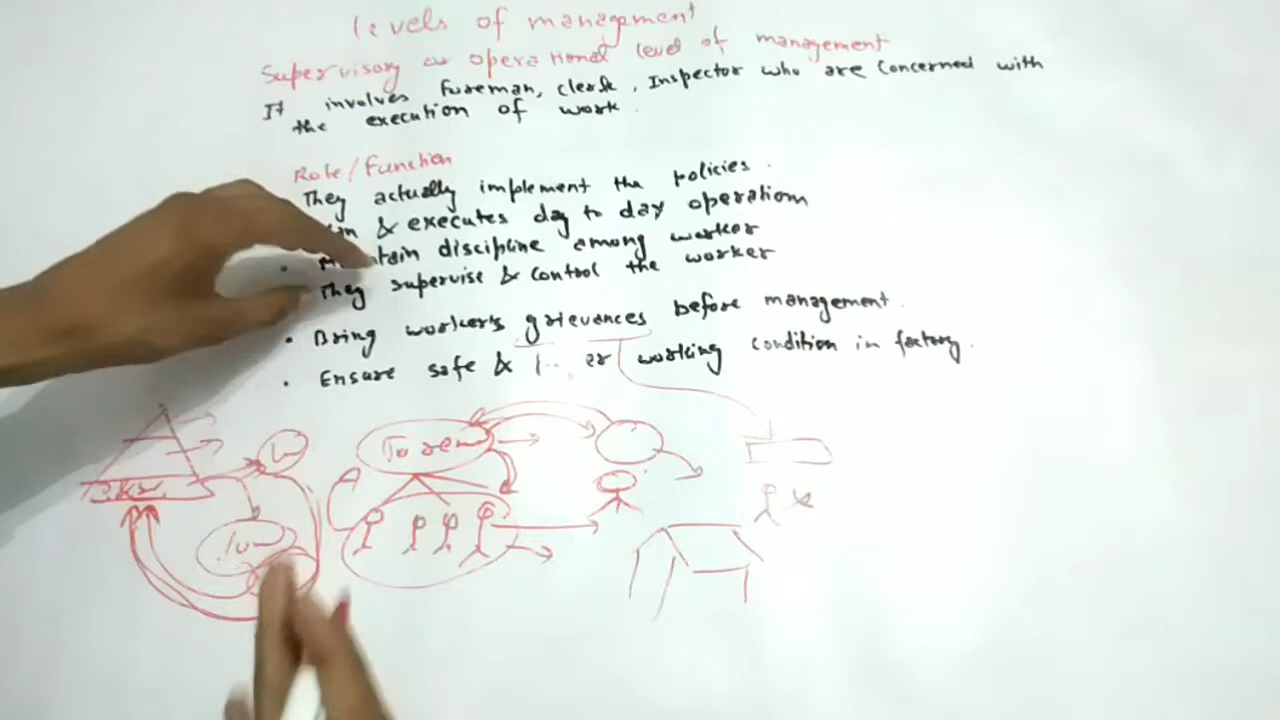 levels of management
Supervisory or operational level of management
It involves Foreman, clerk, Inspector who are concerned with
the execution of work.
Role/Function
They actually implement the policies.
& executes day to day operation
discipline among worker
They supervise & control the worker
• Bring worker's grievances before management.
• Ensure safe & working condition in factory.